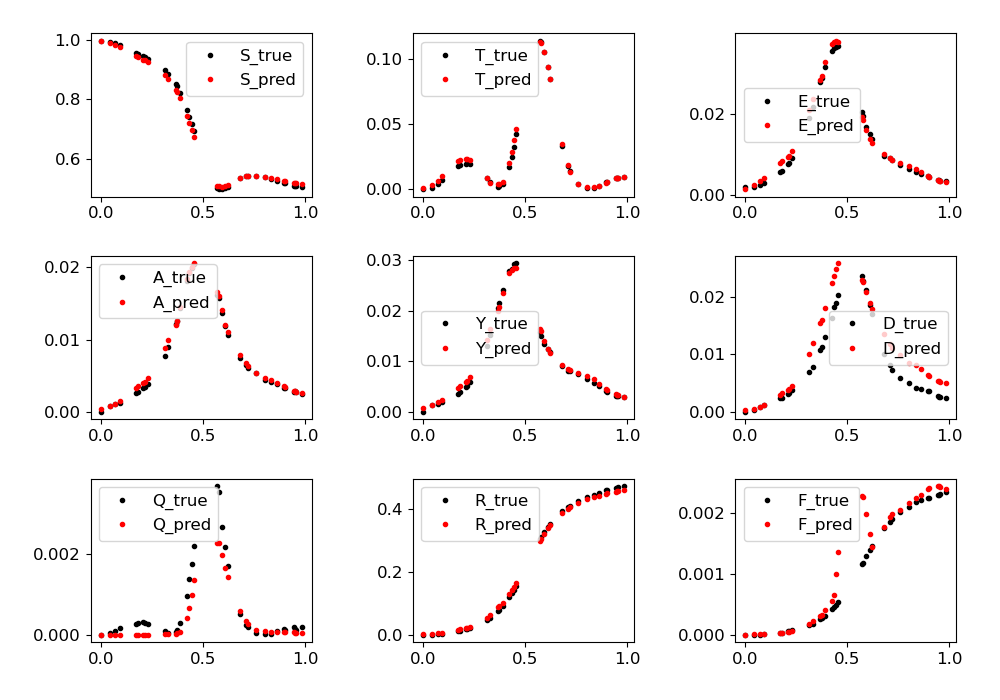 1.0
0.8
0.6
0.0 0.5 1.0
S_true
S_pred
0.10
0.05
0.00
0.0 0.5 1.0
T_true
T_pred
0.02
0.00
0.0 0.5 1.0
E_true
E_pred
0.02
0.01
0.00
0.0 0.5 1.0
A_true
A_pred
0.03
0.02
0.01
0.00
0.0 0.5 1.0
Y_true
Y_pred
0.02
0.01
0.00
0.0 0.5 1.0
D_true
D_pred
0.002
0.000
0.0 0.5 1.0
Q_true
Q_pred
0.4
0.2
0.0
0.0 0.5 1.0
R_true
R_pred
0.002
0.001
0.000
0.0 0.5 1.0
F_true
F_pred